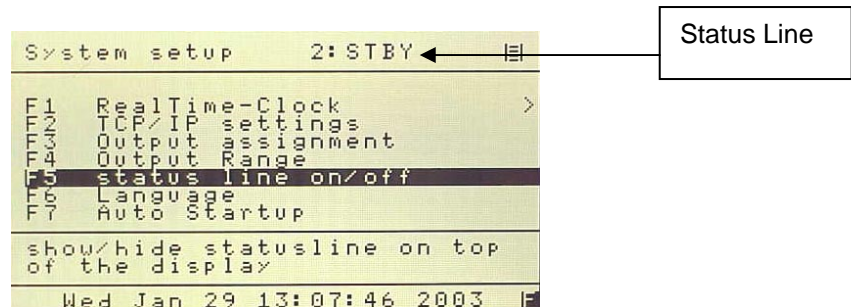 System setup 2:STBY
Status Line
F1 RealTime-Clock >
F2 TCP/IP settings
F3 Output assignment
F4 Output Range
F5 status line on/off
F6 Language
F7 Auto Startup
show/hide statusline on top
of the display
Wed Jan 29 13:07:46 2003